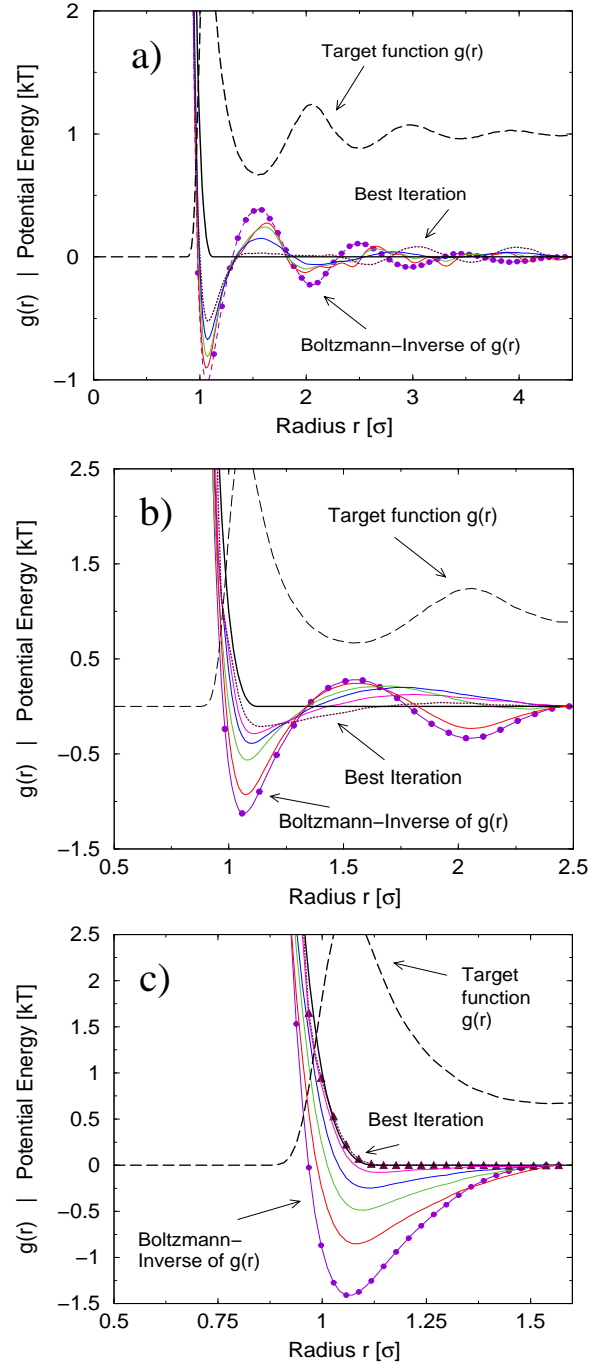 a)
Target function g(r)
Best Iteration
Boltzmann−Inverse of g(r)
2
1
0
−1
g(r) | Potential Energy [kT]
0
1
2
3
4
Radius r [σ]
b)
Target function g(r)
Best Iteration
Boltzmann−Inverse of g(r)
2.5
1.5
0.5
−0.5
−1.5
g(r) | Potential Energy [kT]
0.5
1
1.5
2
2.5
Radius r [σ]
c)
Target
function
g(r)
Best Iteration
Boltzmann−
Inverse of g(r)
2.5
2
1.5
1
0.5
0
−0.5
−1
−1.5
g(r) | Potential Energy [kT]
0.5
0.75
1
1.25
1.5
Radius r [σ]